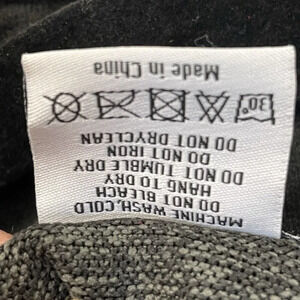 MACHINE WASH,COLD
DO NOT BLEACH
HANG TO DRY
DO NOT TUMBLE DRY
DO NOT IRON
DO NOT DRYCLEAN
30°
Made in China